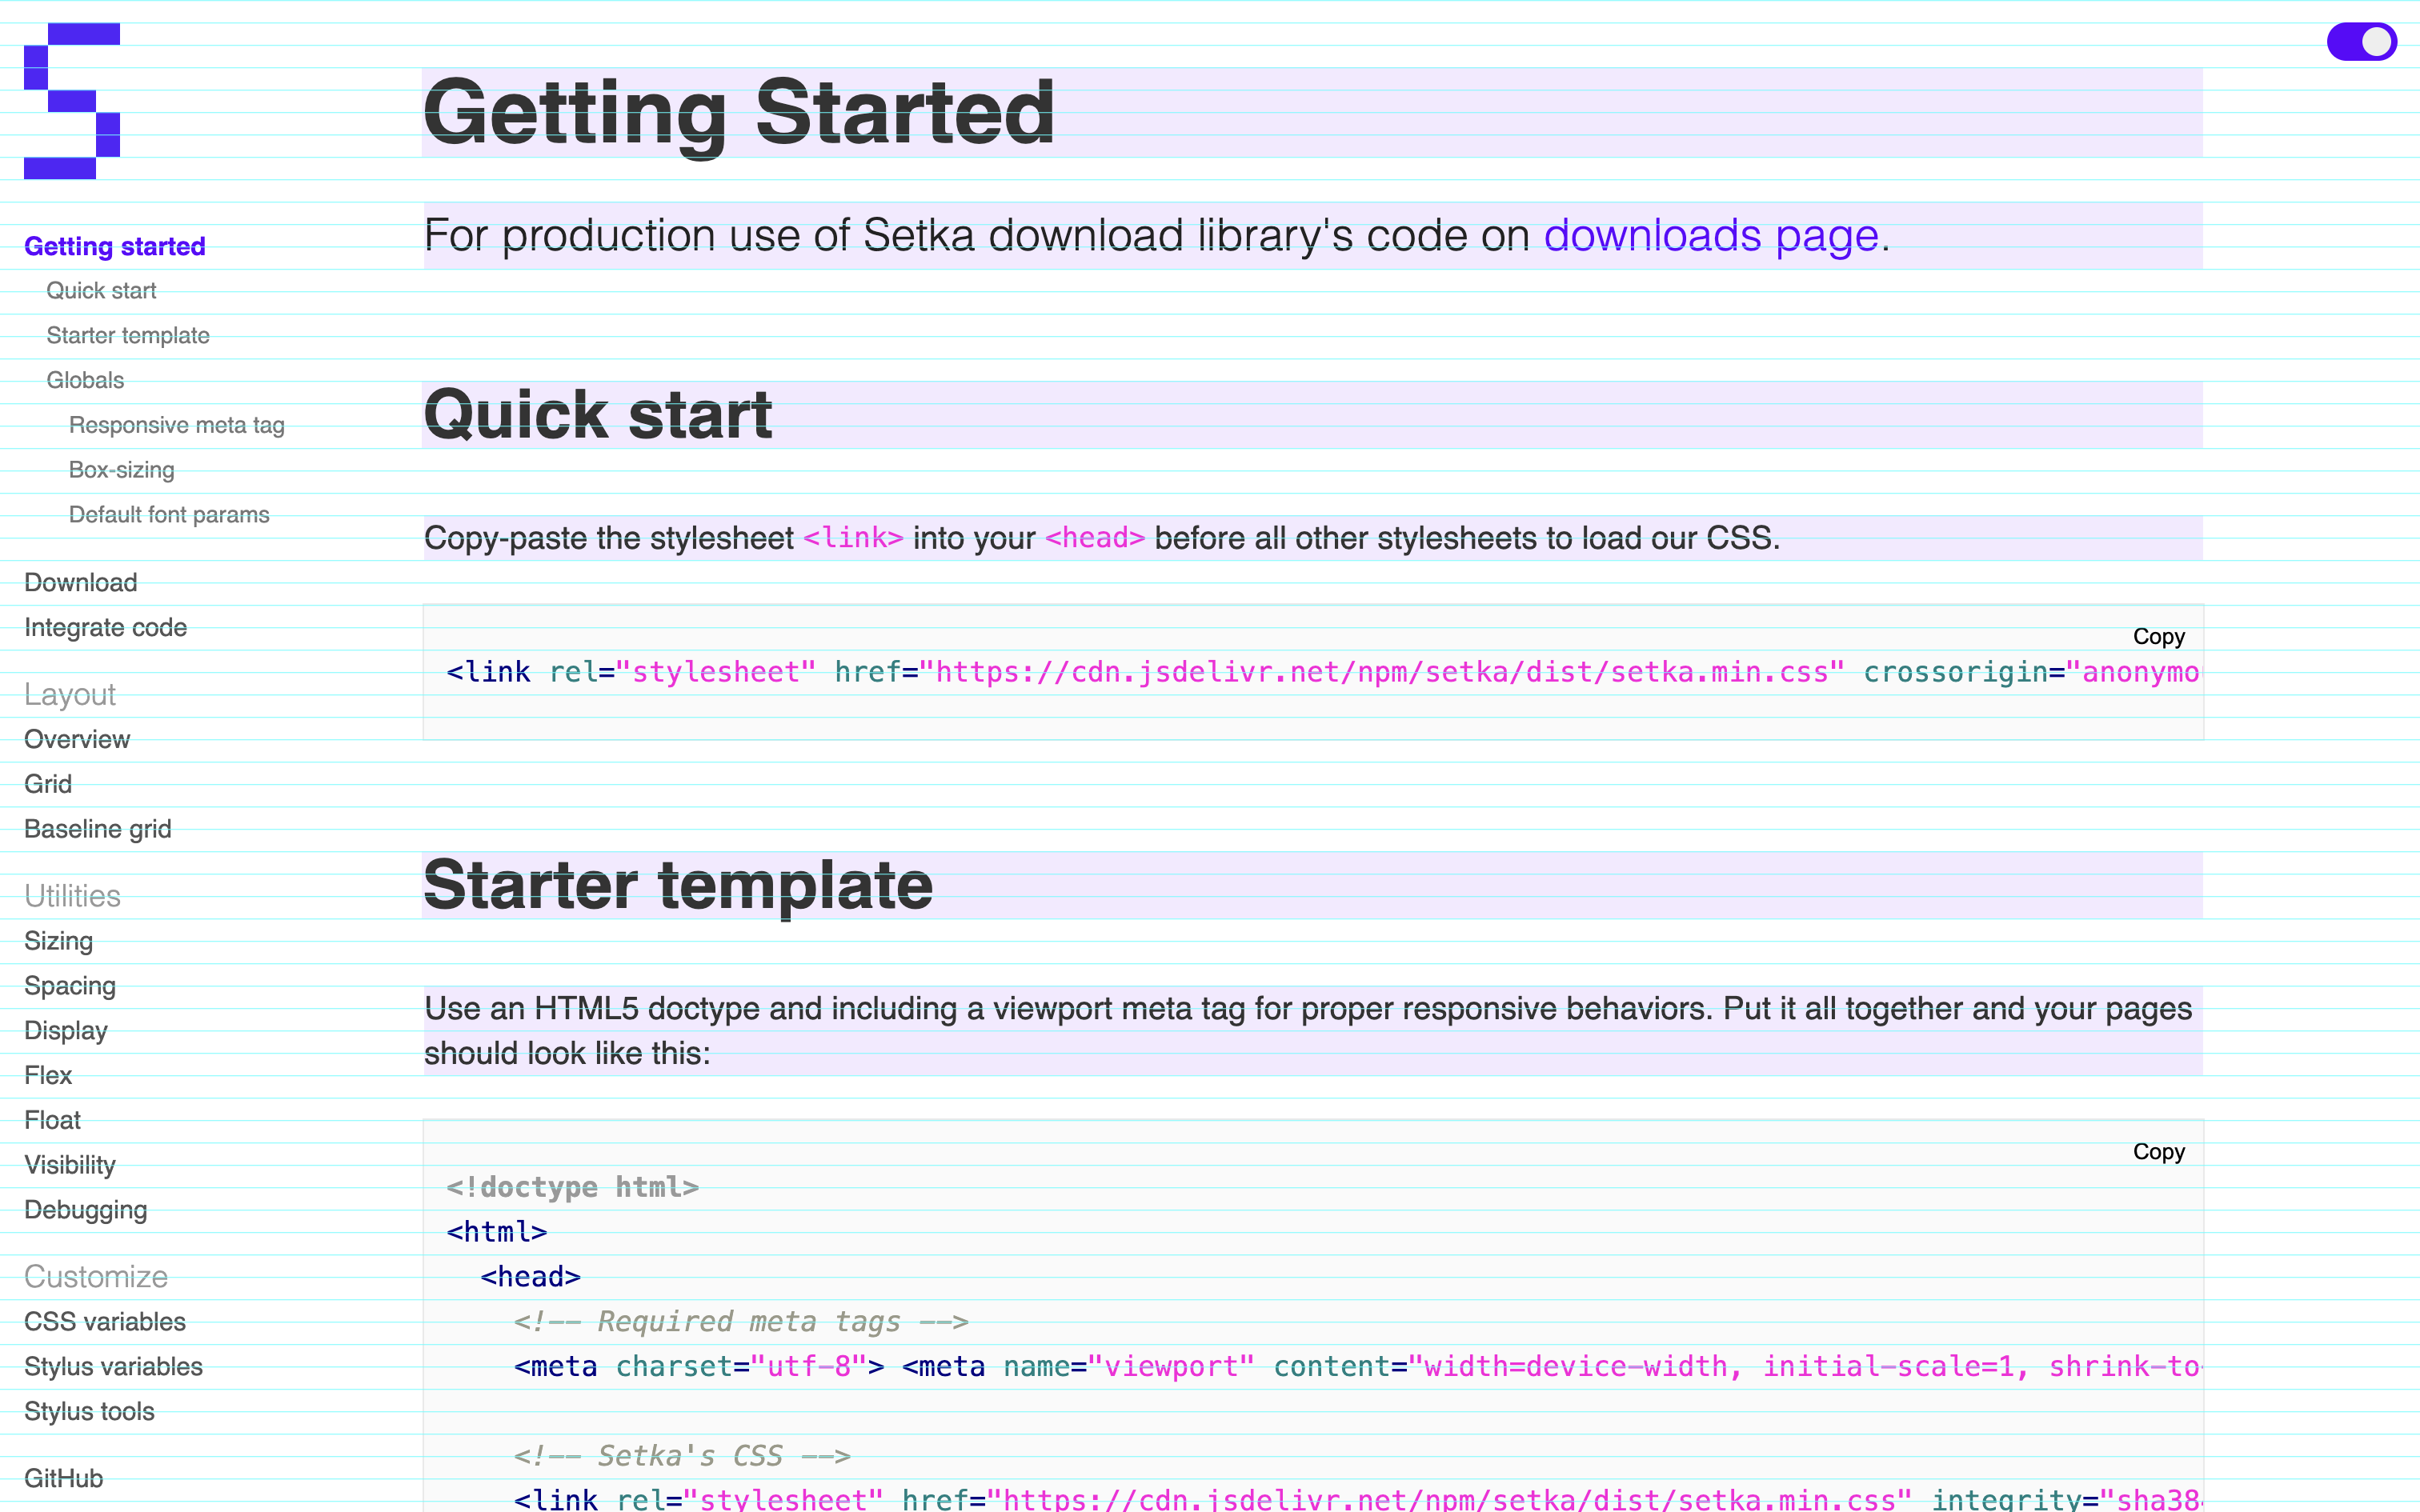 Getting started
Quick start
Starter template
Globals
Responsive meta tag
Box-sizing
Default font params
Download
Integrate code
Layout
Overview
Grid
Baseline grid
Utilities
Sizing
Spacing
Display
Flex
Float
Visibility
Debugging
Customize
CSS variables
Stylus variables
Stylus tools
GitHub
Getting Started
For production use of Setka download library's code on downloads page.
Quick start
Copy-paste the stylesheet <link> into your <head> before all other stylesheets to load our CSS.
Copy
<link rel="stylesheet" href="https://cdn.jsdelivr.net/npm/setka/dist/setka.min.css" crossorigin="anonymo
Starter template
Use an HTML5 doctype and including a viewport meta tag for proper responsive behaviors. Put it all together and your pages
should look like this:
Copy
<!doctype html>
<html>
<head>
<!-- Required meta tags -->
<meta charset="utf-8"> <meta name="viewport" content="width=device-width, initial-scale=1, shrink-to-
<!-- Setka's CSS -->
<link rel="stylesheet" href="https://cdn.jsdelivr.net/npm/setka/dist/setka.min.css" integrity="sha38